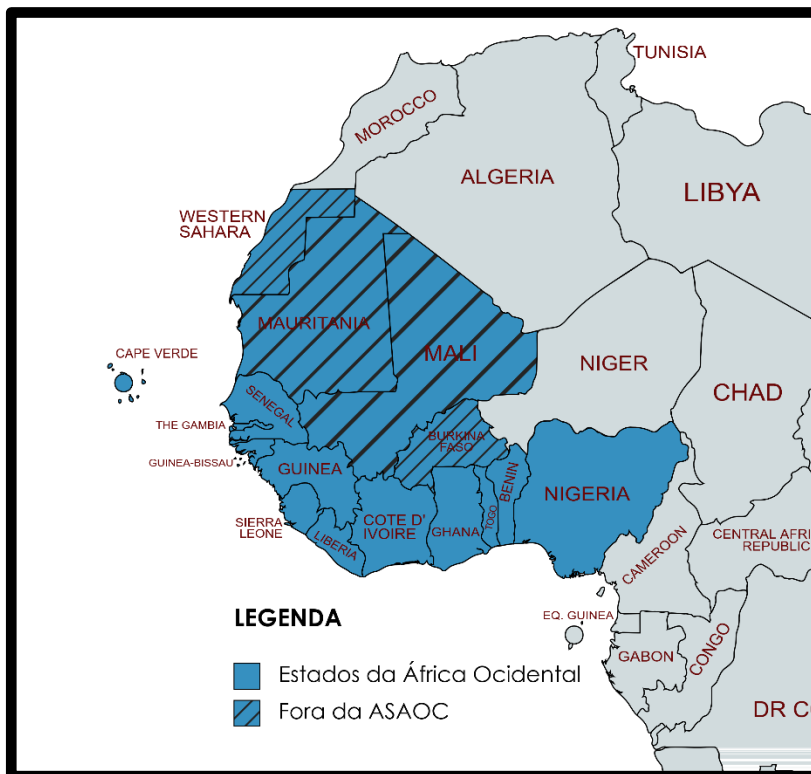 TUNISIA
MOROCCO
ALGERIA
LIBYA
WESTERN
SAHARA
MAURITANIA
MALI
NIGER
CHAD
CAPE VERDE
SENEGAL
THE GAMBIA
BURKINA
FASO
GUINEA-BISSAU
GUINEA
NIGERIA
BENIN
TOGO
SIERRA
LEONE
LIBERIA
COTE D'
IVOIRE
GHANA
CENTRAL AFRI
REPUBLIC
CAMEROON
EQ. GUINEA
GABON
CONGO
DR C
LEGENDA
Estados da África Ocidental
Fora da ASAOC